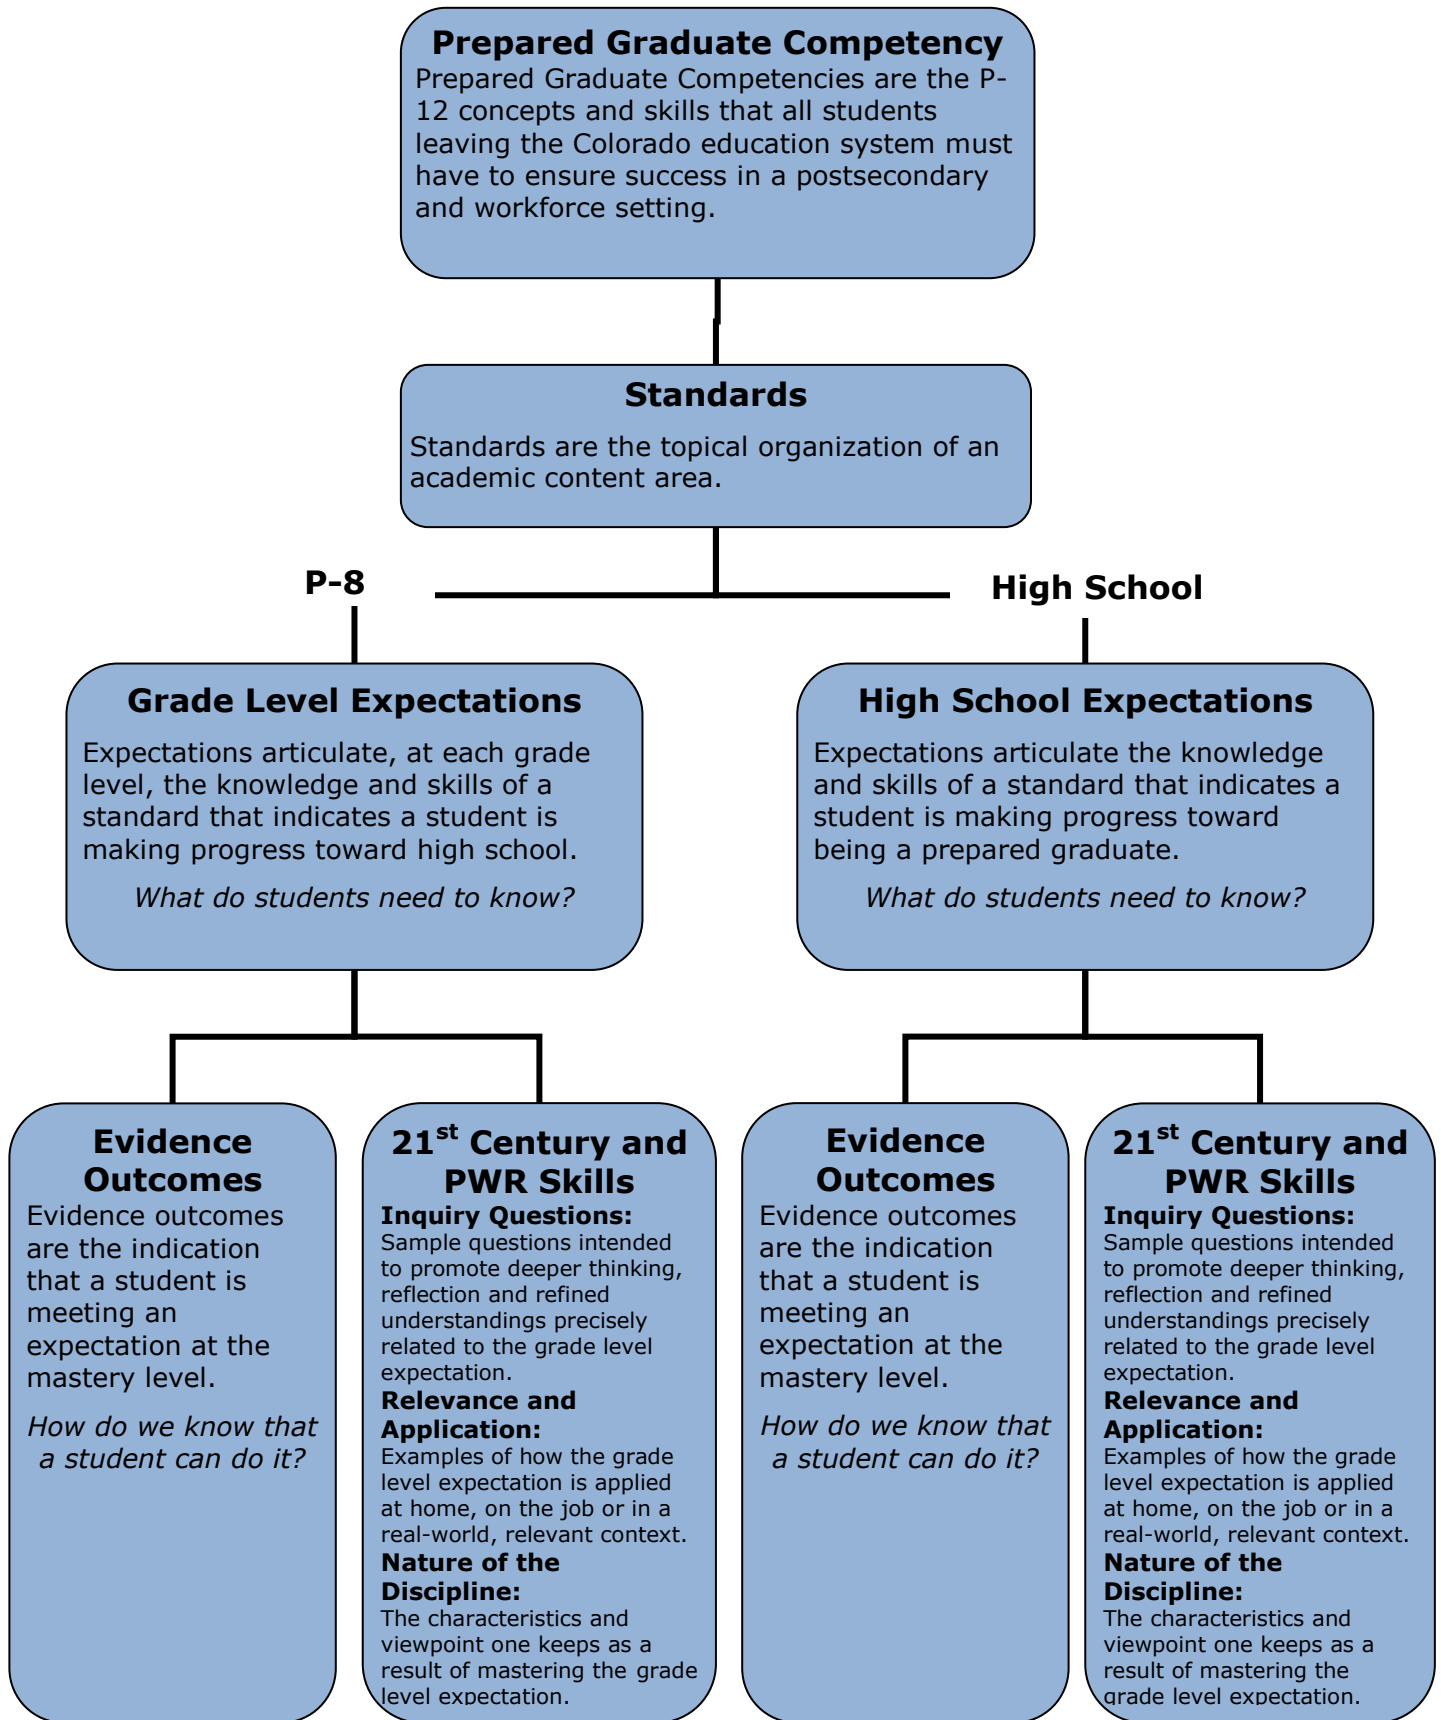 Prepared Graduate Competency
Prepared Graduate Competencies are the P-
12 concepts and skills that all students
leaving the Colorado education system must
have to ensure success in a postsecondary
and workforce setting.
Standards
Standards are the topical organization of an
academic content area.
P-8
High School
Grade Level Expectations
Expectations articulate, at each grade
level, the knowledge and skills of a
standard that indicates a student is
making progress toward high school.
What do students need to know?
High School Expectations
Expectations articulate the knowledge
and skills of a standard that indicates a
student is making progress toward
being a prepared graduate.
What do students need to know?
Evidence
Outcomes
Evidence outcomes
are the indication
that a student is
meeting an
expectation at the
mastery level.
How do we know that
a student can do it?
21st Century and
PWR Skills
Inquiry Questions:
Sample questions intended
to promote deeper thinking,
reflection and refined
understandings precisely
related to the grade level
expectation.
Relevance and
Application:
Examples of how the grade
level expectation is applied
at home, on the job or in a
real-world, relevant context.
Nature of the
Discipline:
The characteristics and
viewpoint one keeps as a
result of mastering the grade
level expectation.
Evidence
Outcomes
Evidence outcomes
are the indication
that a student is
meeting an
expectation at the
mastery level.
How do we know that
a student can do it?
21st Century and
PWR Skills
Inquiry Questions:
Sample questions intended
to promote deeper thinking,
reflection and refined
understandings precisely
related to the grade level
expectation.
Relevance and
Application:
Examples of how the grade
level expectation is applied
at home, on the job or in a
real-world, relevant context.
Nature of the
Discipline:
The characteristics and
viewpoint one keeps as a
result of mastering the
grade level expectation.